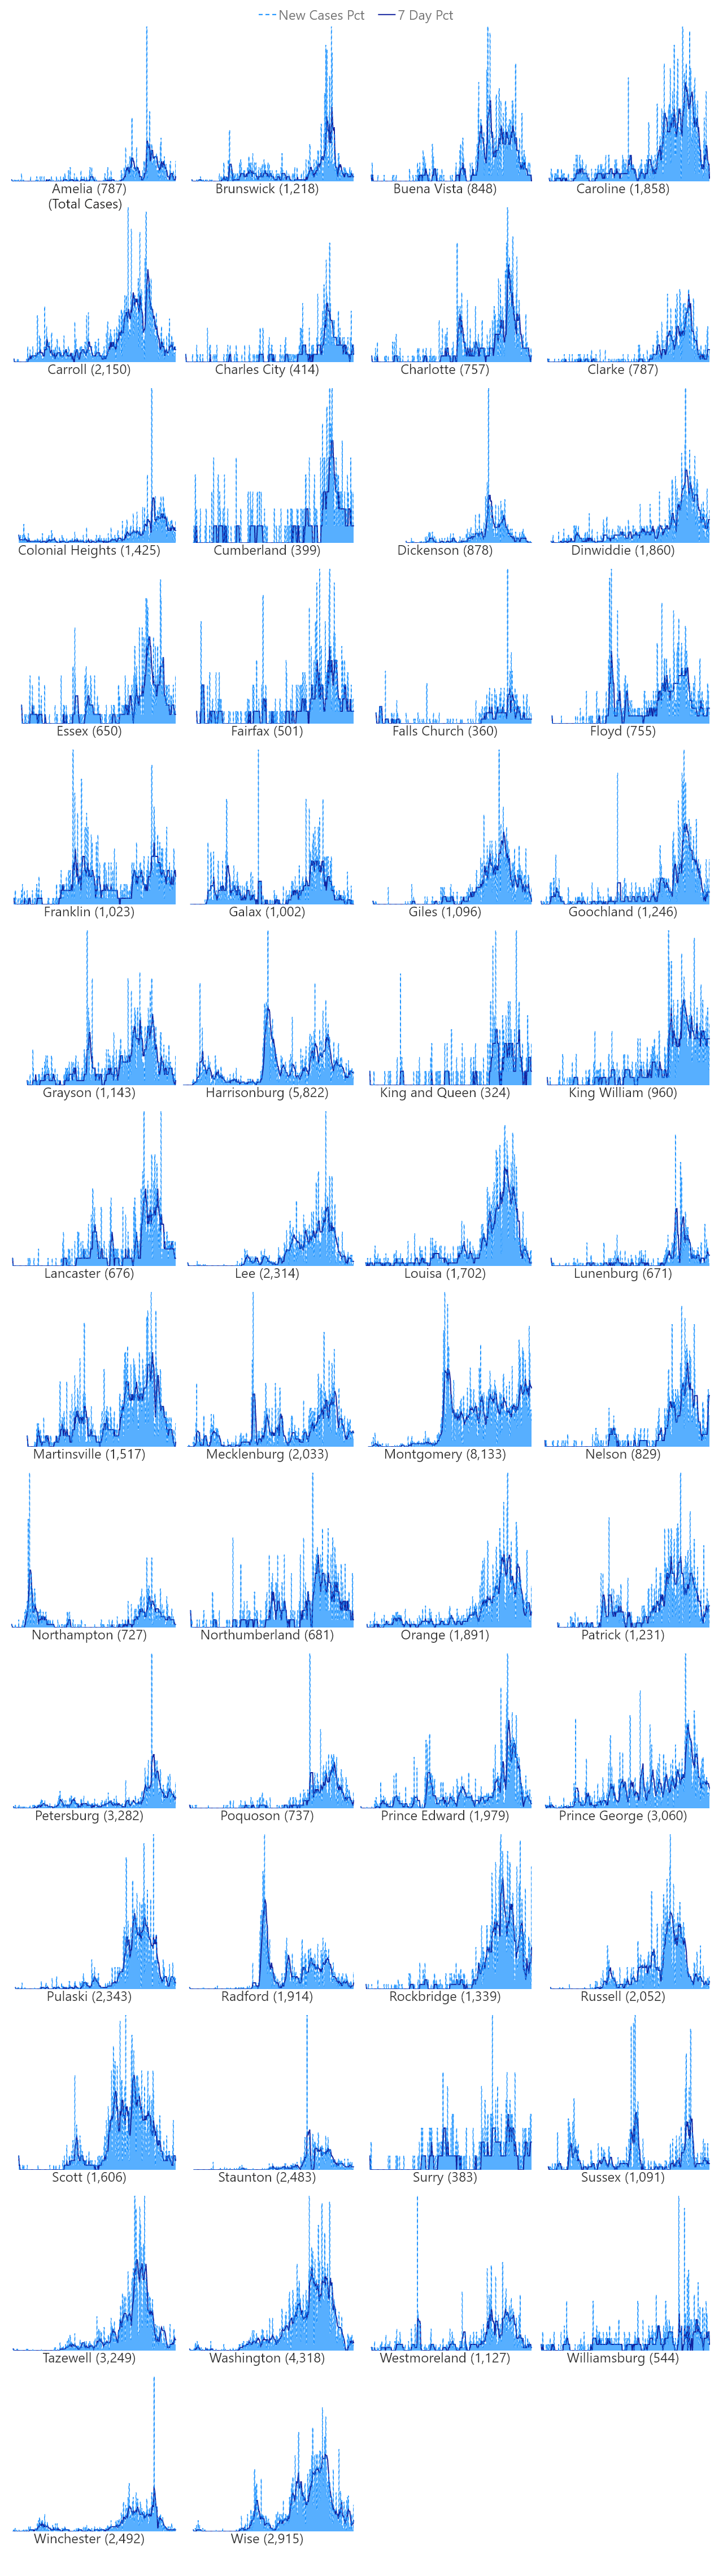 New Cases Pct 7 Day Pct
Amelia (787) Brunswick (1,218) Buena Vista (848) Caroline (1,858)
(Total Cases)
Carroll (2,150) Charles City (414) Charlotte (757) Clarke (787)
Colonial Heights (1,425) Cumberland (399) Dickenson (878) Dinwiddie (1,860)
Essex (650) Fairfax (501) Falls Church (360) Floyd (755)
Franklin (1,023) Galax (1,002) Giles (1,096) Goochland (1,246)
Grayson (1,143) Harrisonburg (5,822) King and Queen (324) King William (960)
Lancaster (676) Lee (2,314) Louisa (1,702) Lunenburg (671)
Martinsville (1,517) Mecklenburg (2,033) Montgomery (8,133) Nelson (829)
Northampton (727) Northumberland (681) Orange (1,891) Patrick (1,231)
Petersburg (3,282) Poquoson (737) Prince Edward (1,979) Prince George (3,060)
Pulaski (2,343) Radford (1,914) Rockbridge (1,339) Russell (2,052)
Scott (1,606) Staunton (2,483) Surry (383) Sussex (1,091)
Tazewell (3,249) Washington (4,318) Westmoreland (1,127) Williamsburg (544)
Winchester (2,492) Wise (2,915)